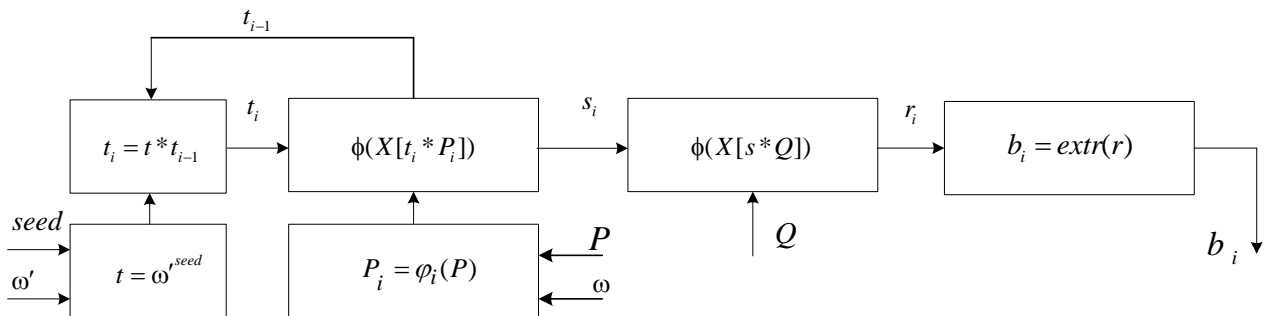 t_{i-1}
t_i
s_i
r_i
t_i = t * t_{i-1}
ϕ(X[t_i * P_i])
ϕ(X[s * Q])
b_i = extr(r)
seed
ω′
t = ω′^{seed}
P_i = φ_i(P)
P
ω
Q
b_i